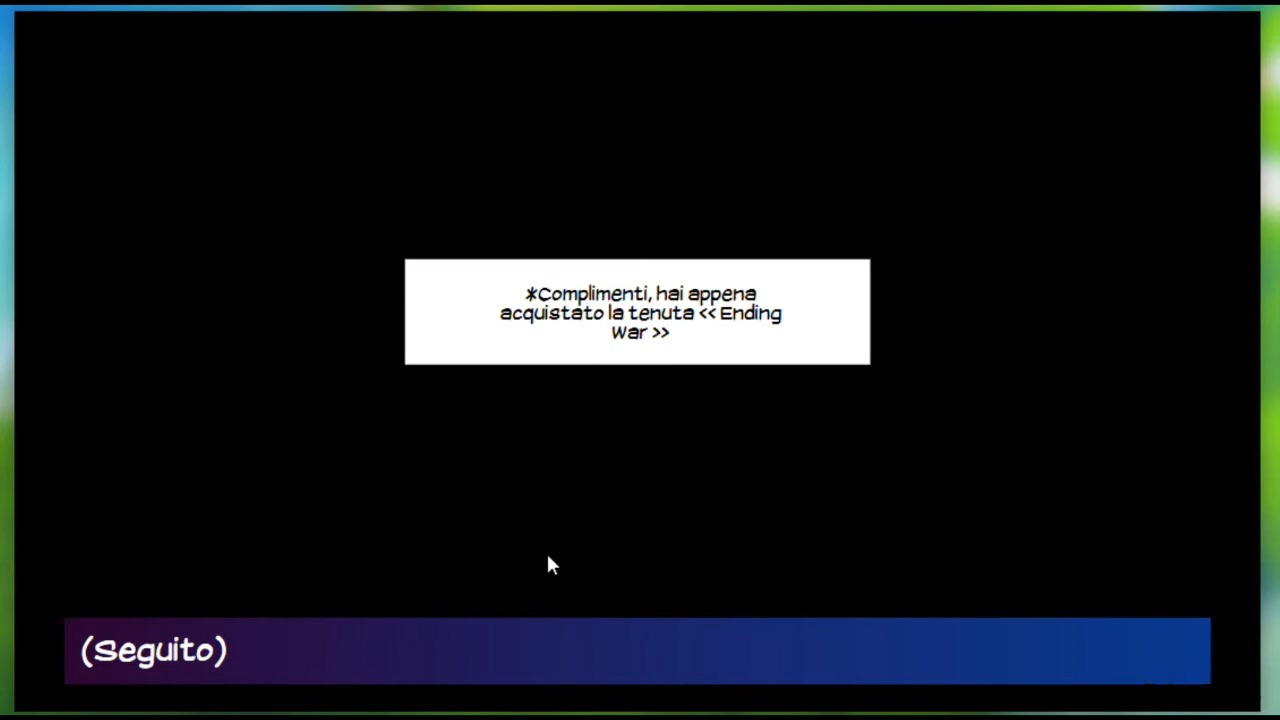 *Complimenti, hai appena
acquistato la tenuta << Ending
War >>
(Seguito)